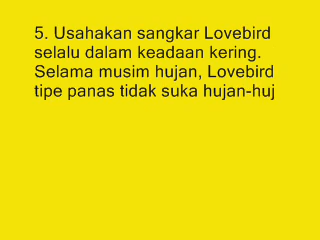 5. Usahakan sangkar Lovebird
selalu dalam keadaan kering.
Selama musim hujan, Lovebird
tipe panas tidak suka hujan-huj